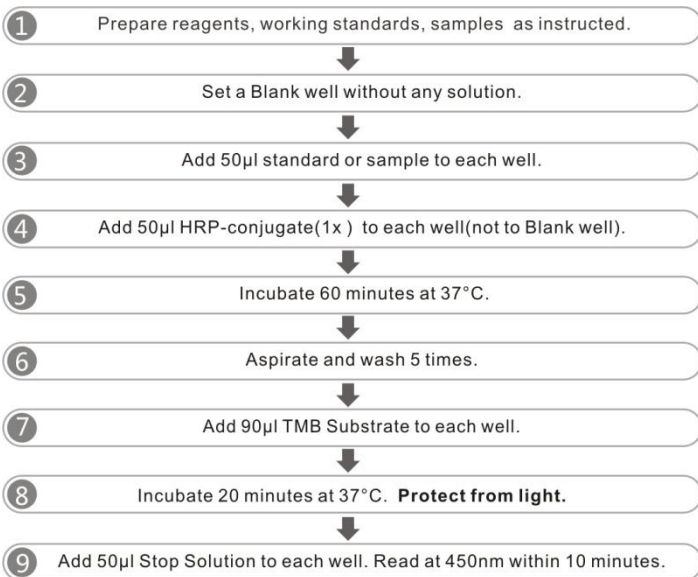 1 Prepare reagents, working standards, samples as instructed.
2 Set a Blank well without any solution.
3 Add 50μl standard or sample to each well.
4 Add 50μl HRP-conjugate(1x ) to each well(not to Blank well).
5 Incubate 60 minutes at 37°C.
6 Aspirate and wash 5 times.
7 Add 90μl TMB Substrate to each well.
8 Incubate 20 minutes at 37°C. Protect from light.
9 Add 50μl Stop Solution to each well. Read at 450nm within 10 minutes.